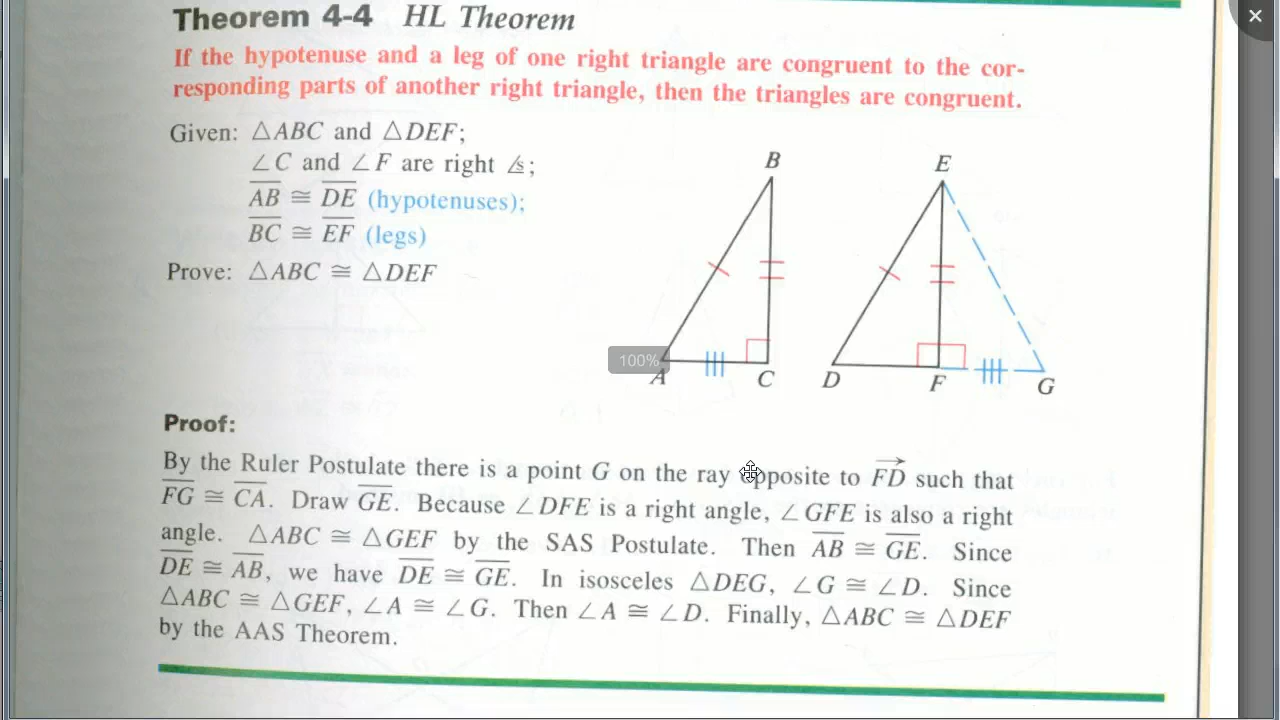 Theorem 4-4 HL Theorem
If the hypotenuse and a leg of one right triangle are congruent to the cor-
responding parts of another right triangle, then the triangles are congruent.
Given: △ABC and △DEF;
∠C and ∠F are right ∠s;
AB ≅ DE (hypotenuses);
BC ≅ EF (legs)
Prove: △ABC ≅ △DEF
B
E
100%
A
C
D
F
G
Proof:
By the Ruler Postulate there is a point G on the ray opposite to FD such that
FG ≅ CA. Draw GE. Because ∠DFE is a right angle, ∠GFE is also a right
angle. △ABC ≅ △GEF by the SAS Postulate. Then AB ≅ GE. Since
DE ≅ AB, we have DE ≅ GE. In isosceles △DEG, ∠G ≅ ∠D. Since
△ABC ≅ △GEF, ∠A ≅ ∠G. Then ∠A ≅ ∠D. Finally, △ABC ≅ △DEF
by the AAS Theorem.